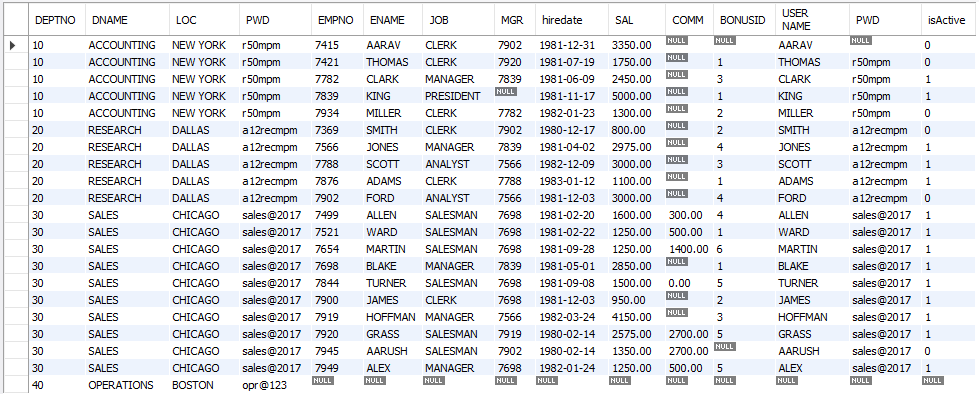 DEPTNO DNAME LOC PWD EMPNO ENAME JOB MGR hiredate SAL COMM BONUSID USER NAME PWD isActive
10 ACCOUNTING NEW YORK r50mpm 7415 AARAV CLERK 7902 1981-12-31 3350.00 NULL NULL AARAV NULL 0
10 ACCOUNTING NEW YORK r50mpm 7421 THOMAS CLERK 7920 1981-07-19 1750.00 NULL 1 THOMAS r50mpm 0
10 ACCOUNTING NEW YORK r50mpm 7782 CLARK MANAGER 7839 1981-06-09 2450.00 NULL 3 CLARK r50mpm 1
10 ACCOUNTING NEW YORK r50mpm 7839 KING PRESIDENT NULL 1981-11-17 5000.00 NULL 1 KING r50mpm 1
10 ACCOUNTING NEW YORK r50mpm 7934 MILLER CLERK 7782 1982-01-23 1300.00 NULL 2 MILLER r50mpm 0
20 RESEARCH DALLAS a12recmpm 7369 SMITH CLERK 7902 1980-12-17 800.00 NULL 2 SMITH a12recmpm 0
20 RESEARCH DALLAS a12recmpm 7566 JONES MANAGER 7839 1981-04-02 2975.00 NULL 4 JONES a12recmpm 1
20 RESEARCH DALLAS a12recmpm 7788 SCOTT ANALYST 7566 1982-12-09 3000.00 NULL 3 SCOTT a12recmpm 1
20 RESEARCH DALLAS a12recmpm 7876 ADAMS CLERK 7788 1983-01-12 1100.00 NULL 1 ADAMS a12recmpm 1
20 RESEARCH DALLAS a12recmpm 7902 FORD ANALYST 7566 1981-12-03 3000.00 NULL 4 FORD a12recmpm 0
30 SALES CHICAGO sales@2017 7499 ALLEN SALESMAN 7698 1981-02-20 1600.00 300.00 4 ALLEN sales@2017 1
30 SALES CHICAGO sales@2017 7521 WARD SALESMAN 7698 1981-02-22 1250.00 500.00 1 WARD sales@2017 1
30 SALES CHICAGO sales@2017 7654 MARTIN SALESMAN 7698 1981-09-28 1250.00 1400.00 6 MARTIN sales@2017 1
30 SALES CHICAGO sales@2017 7698 BLAKE MANAGER 7839 1981-05-01 2850.00 NULL 1 BLAKE sales@2017 1
30 SALES CHICAGO sales@2017 7844 TURNER SALESMAN 7698 1981-09-08 1500.00 0.00 5 TURNER sales@2017 1
30 SALES CHICAGO sales@2017 7900 JAMES CLERK 7698 1981-12-03 950.00 NULL 2 JAMES sales@2017 1
30 SALES CHICAGO sales@2017 7919 HOFFMAN MANAGER 7566 1982-03-24 4150.00 NULL 3 HOFFMAN sales@2017 1
30 SALES CHICAGO sales@2017 7920 GRASS SALESMAN 7919 1980-02-14 2575.00 2700.00 5 GRASS sales@2017 1
30 SALES CHICAGO sales@2017 7945 AARUSH SALESMAN 7902 1980-02-14 1350.00 2700.00 NULL AARUSH sales@2017 0
30 SALES CHICAGO sales@2017 7949 ALEX MANAGER 7698 1982-01-24 1250.00 500.00 5 ALEX sales@2017 1
40 OPERATIONS BOSTON opr@123 NULL NULL NULL NULL NULL NULL NULL NULL NULL NULL NULL